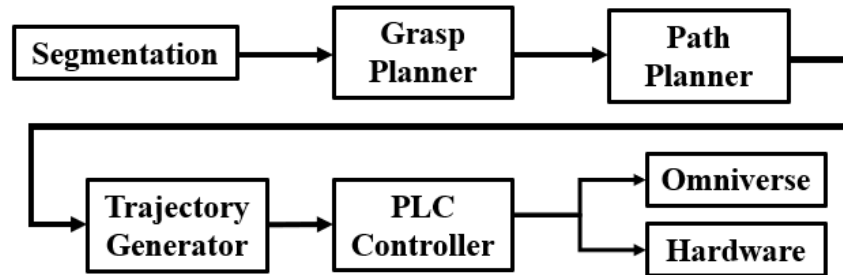 Segmentation
Grasp
Planner
Path
Planner
Trajectory
Generator
PLC
Controller
Omniverse
Hardware